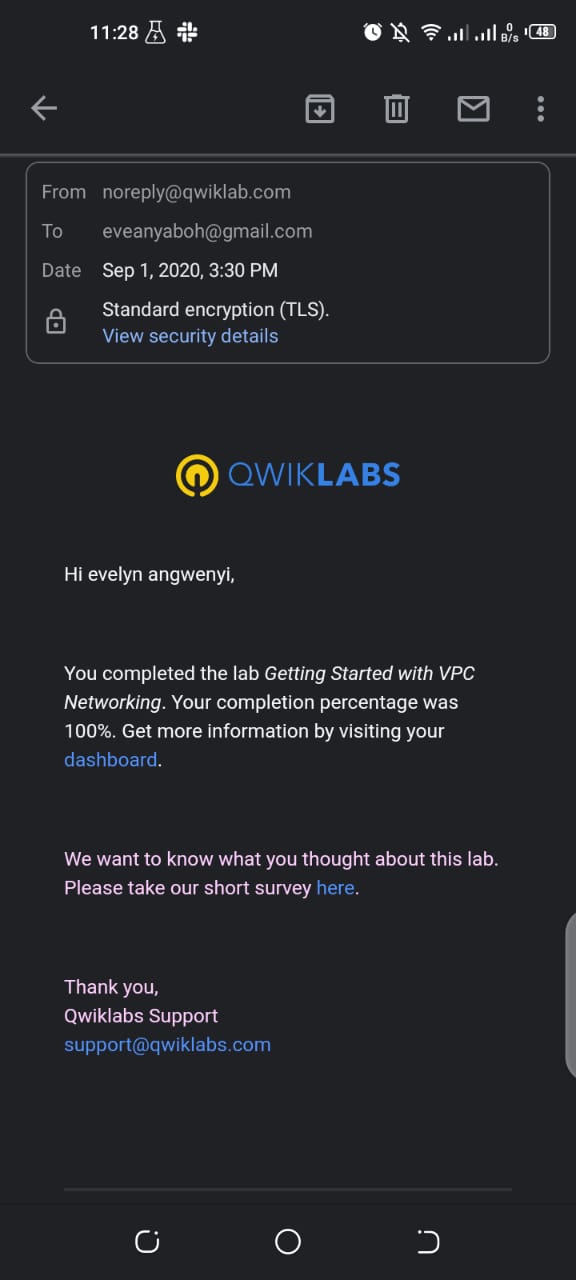 11:28 0 B/s 48
From noreply@qwiklab.com
To eveanyaboh@gmail.com
Date Sep 1, 2020, 3:30 PM
Standard encryption (TLS).
View security details
QWIKLABS
Hi evelyn angwenyi,
You completed the lab Getting Started with VPC
Networking. Your completion percentage was
100%. Get more information by visiting your
dashboard.
We want to know what you thought about this lab.
Please take our short survey here.
Thank you,
Qwiklabs Support
support@qwiklabs.com